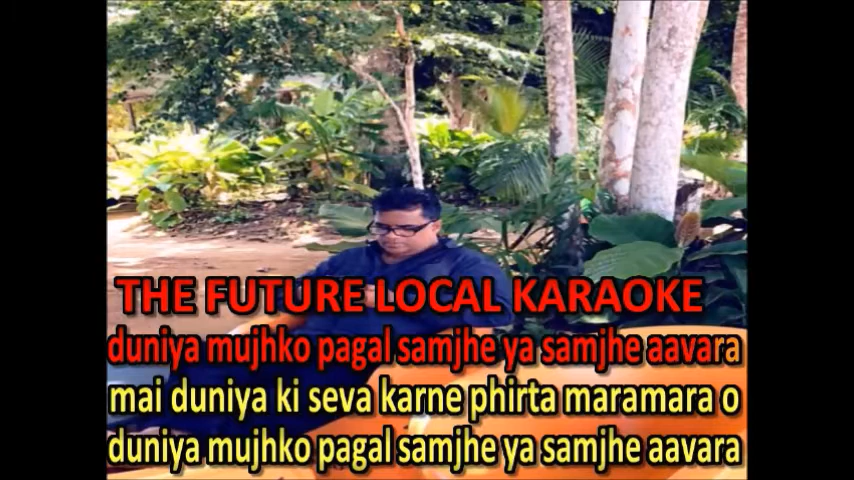 THE FUTURE LOCAL KARAOKE
duniya mujhko pagal samjhe ya samjhe aavara
mai duniya ki seva karne phirta maramara o
duniya mujhko pagal samjhe ya samjhe aavara